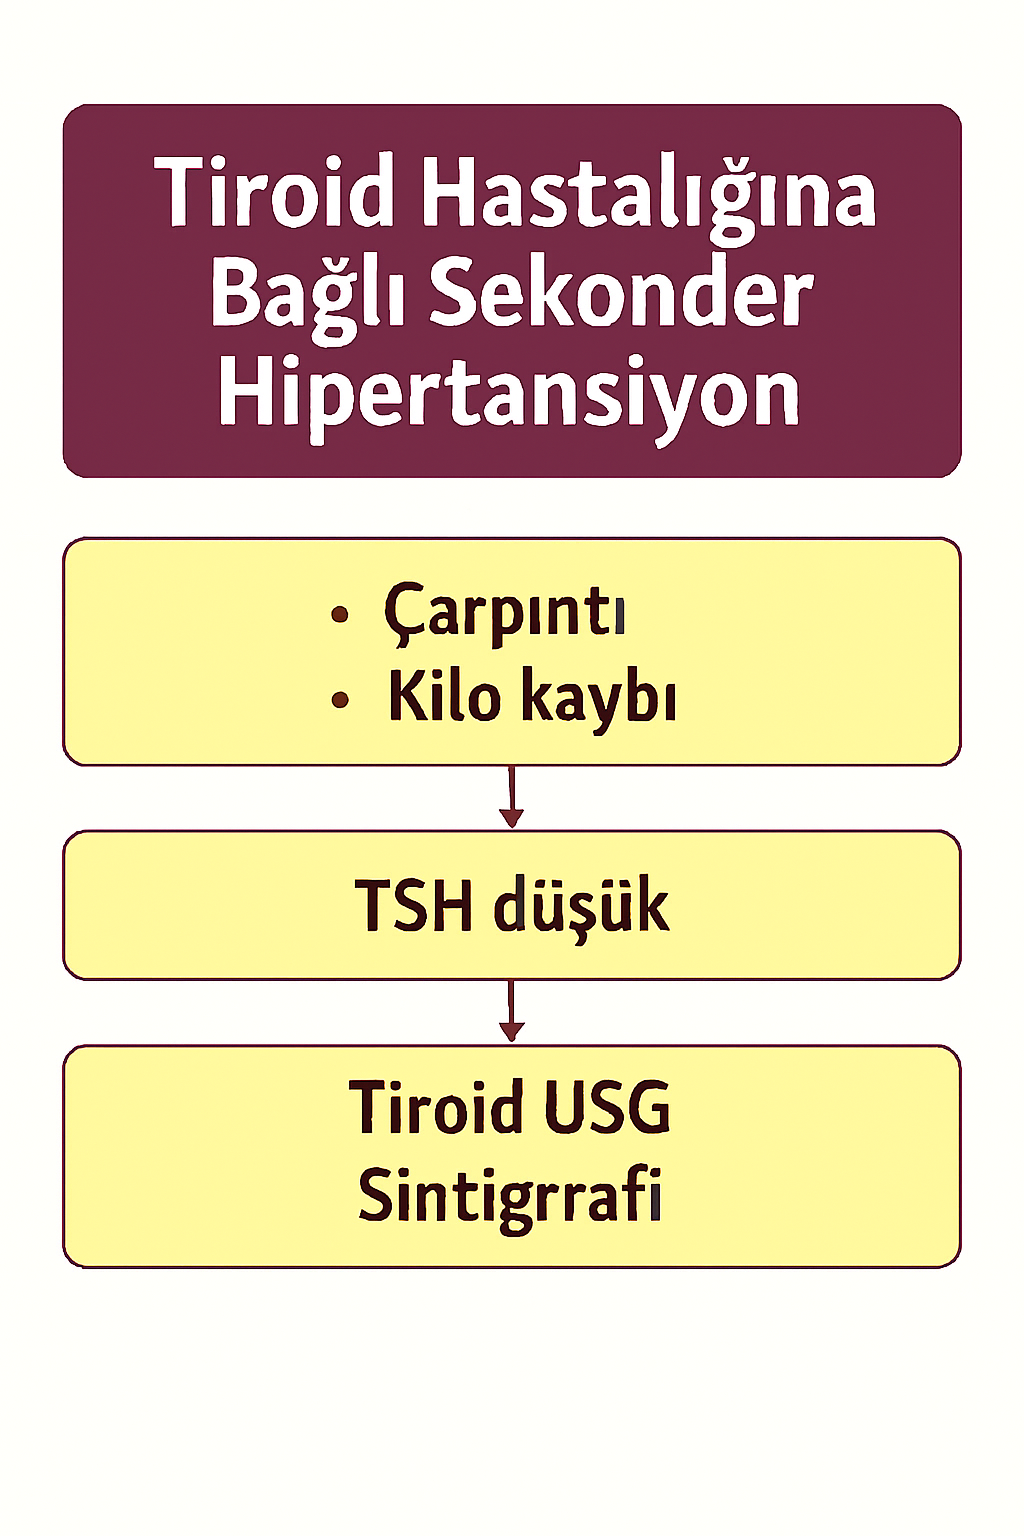 Tiroid Hastalığına
Bağlı Sekonder
Hipertansiyon
• Çarpıntı
• Kilo kaybı
TSH düşük
Tiroid USG
Sintigrrafi